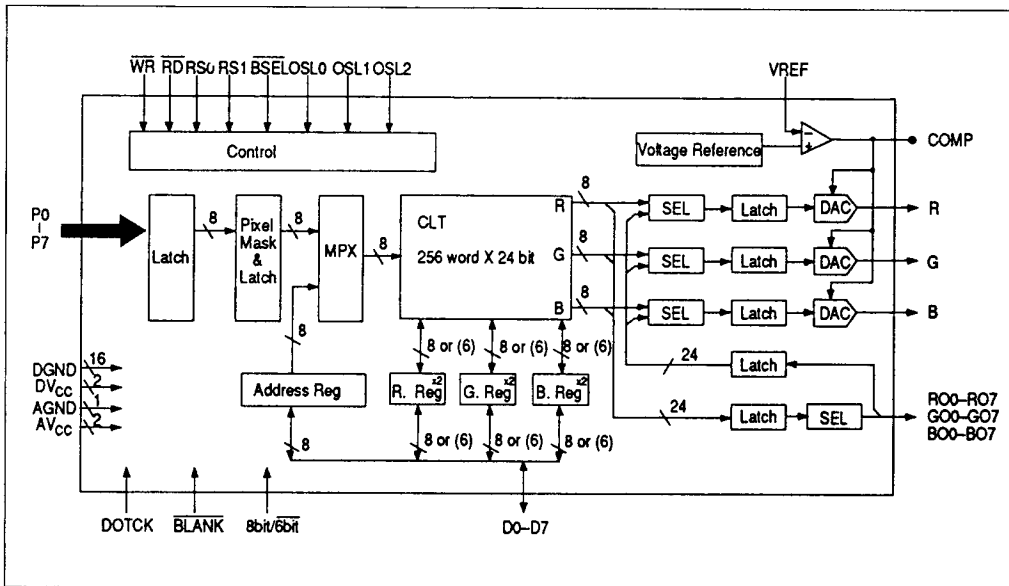 WR RD RS0 RS1 BSEL OSL0 OSL1 OSL2
VREF
Control
Voltage Reference
−
+
COMP
P0
–
P7
Latch
8
Pixel
Mask
&
Latch
8
MPX
8
CLT
256 word X 24 bit
R
G
B
8
8
8
SEL
Latch
DAC
R
SEL
Latch
DAC
G
SEL
Latch
DAC
B
8
8 or (6)
8 or (6)
8 or (6)
24
Latch
DGND 16
DVCC 2
AGND 1
AVCC 2
Address Reg
R. Reg x2
G. Reg x2
B. Reg x2
24
Latch
SEL
RO0–RO7
GO0–GO7
BO0–BO7
8
8 or (6)
8 or (6)
8 or (6)
DOTCK
BLANK
8bit/6bit
D0–D7